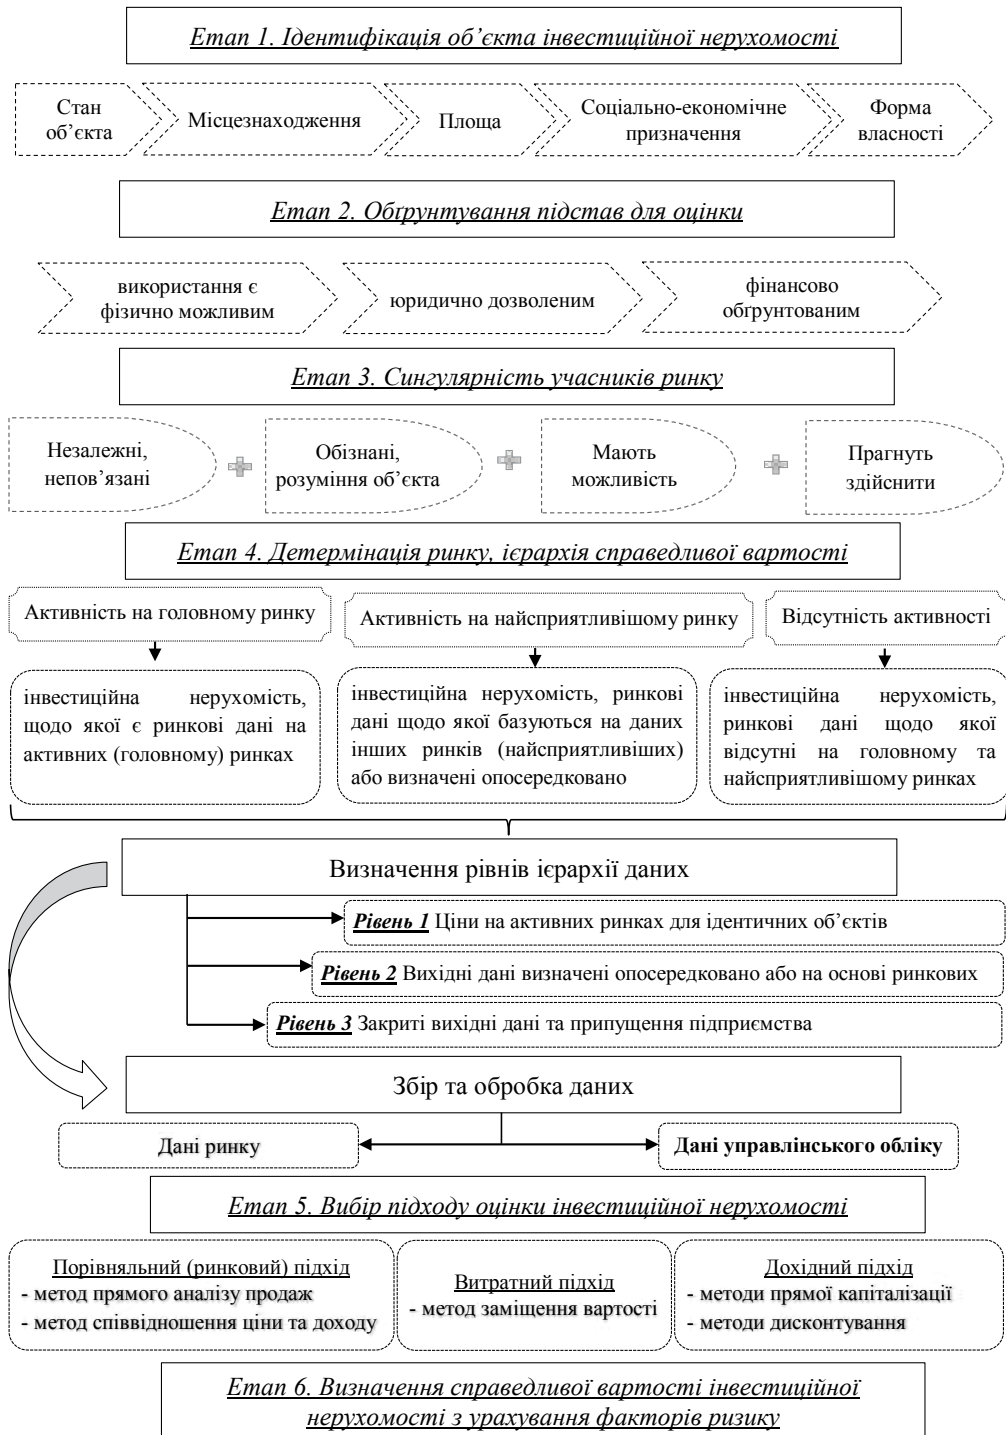 Етап 1. Ідентифікація об’єкта інвестиційної нерухомості
Стан
об’єкта
Місцезнаходження
Площа
Соціально-економічне
призначення
Форма
власності
Етап 2. Обґрунтування підстав для оцінки
використання є
фізично можливим
юридично дозволеним
фінансово
обґрунтованим
Етап 3. Сингулярність учасників ринку
Незалежні,
непов’язані
Обізнані,
розуміння об’єкта
Мають
можливість
Прагнуть
здійснити
Етап 4. Детермінація ринку, ієрархія справедливої вартості
Активність на головному ринку
Активність на найсприятливішому ринку
Відсутність активності
інвестиційна нерухомість,
щодо якої є ринкові дані на
активних (головному) ринках
інвестиційна нерухомість, ринкові
дані щодо якої базуються на даних
інших ринків (найсприятливіших)
або визначені опосередковано
інвестиційна нерухомість,
ринкові дані щодо якої
відсутні на головному та
найсприятливішому ринках
Визначення рівнів ієрархії даних
Рівень 1 Ціни на активних ринках для ідентичних об’єктів
Рівень 2 Вихідні дані визначені опосередковано або на основі ринкових
Рівень 3 Закриті вихідні дані та припущення підприємства
Збір та обробка даних
Дані ринку
Дані управлінського обліку
Етап 5. Вибір підходу оцінки інвестиційної нерухомості
Порівняльний (ринковий) підхід
- метод прямого аналізу продаж
- метод співвідношення ціни та доходу
Витратний підхід
- метод заміщення вартості
Дохідний підхід
- методи прямої капіталізації
- методи дисконтування
Етап 6. Визначення справедливої вартості інвестиційної
нерухомості з урахування факторів ризику